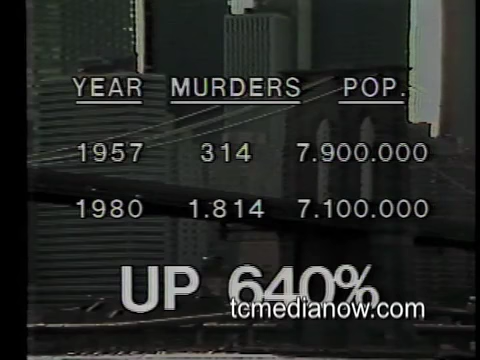 YEAR MURDERS POP.
1957 314 7.900.000
1980 1.814 7.100.000
UP 640%
tcmedianow.com